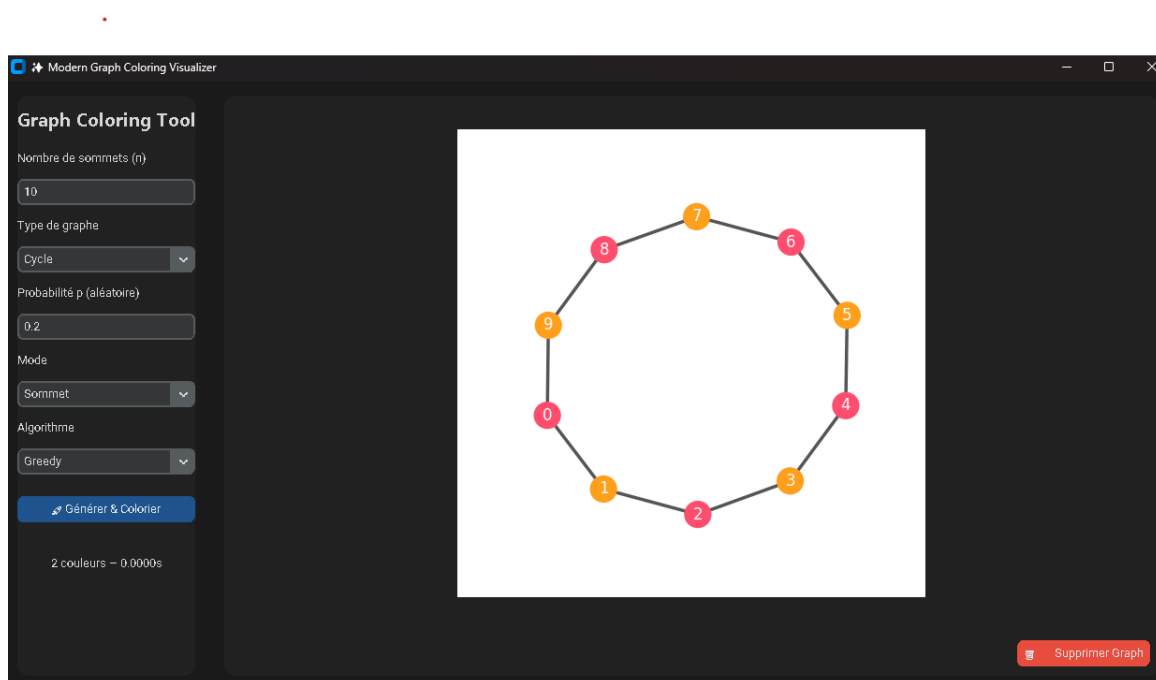 Modern Graph Coloring Visualizer
Graph Coloring Tool
Nombre de sommets (n)
10
Type de graphe
Cycle
Probabilité p (aléatoire)
0.2
Mode
Sommet
Algorithme
Greedy
Générer & Colorier
2 couleurs – 0.0000s
7
8
6
9
5
0
4
1
3
2
Supprimer Graph